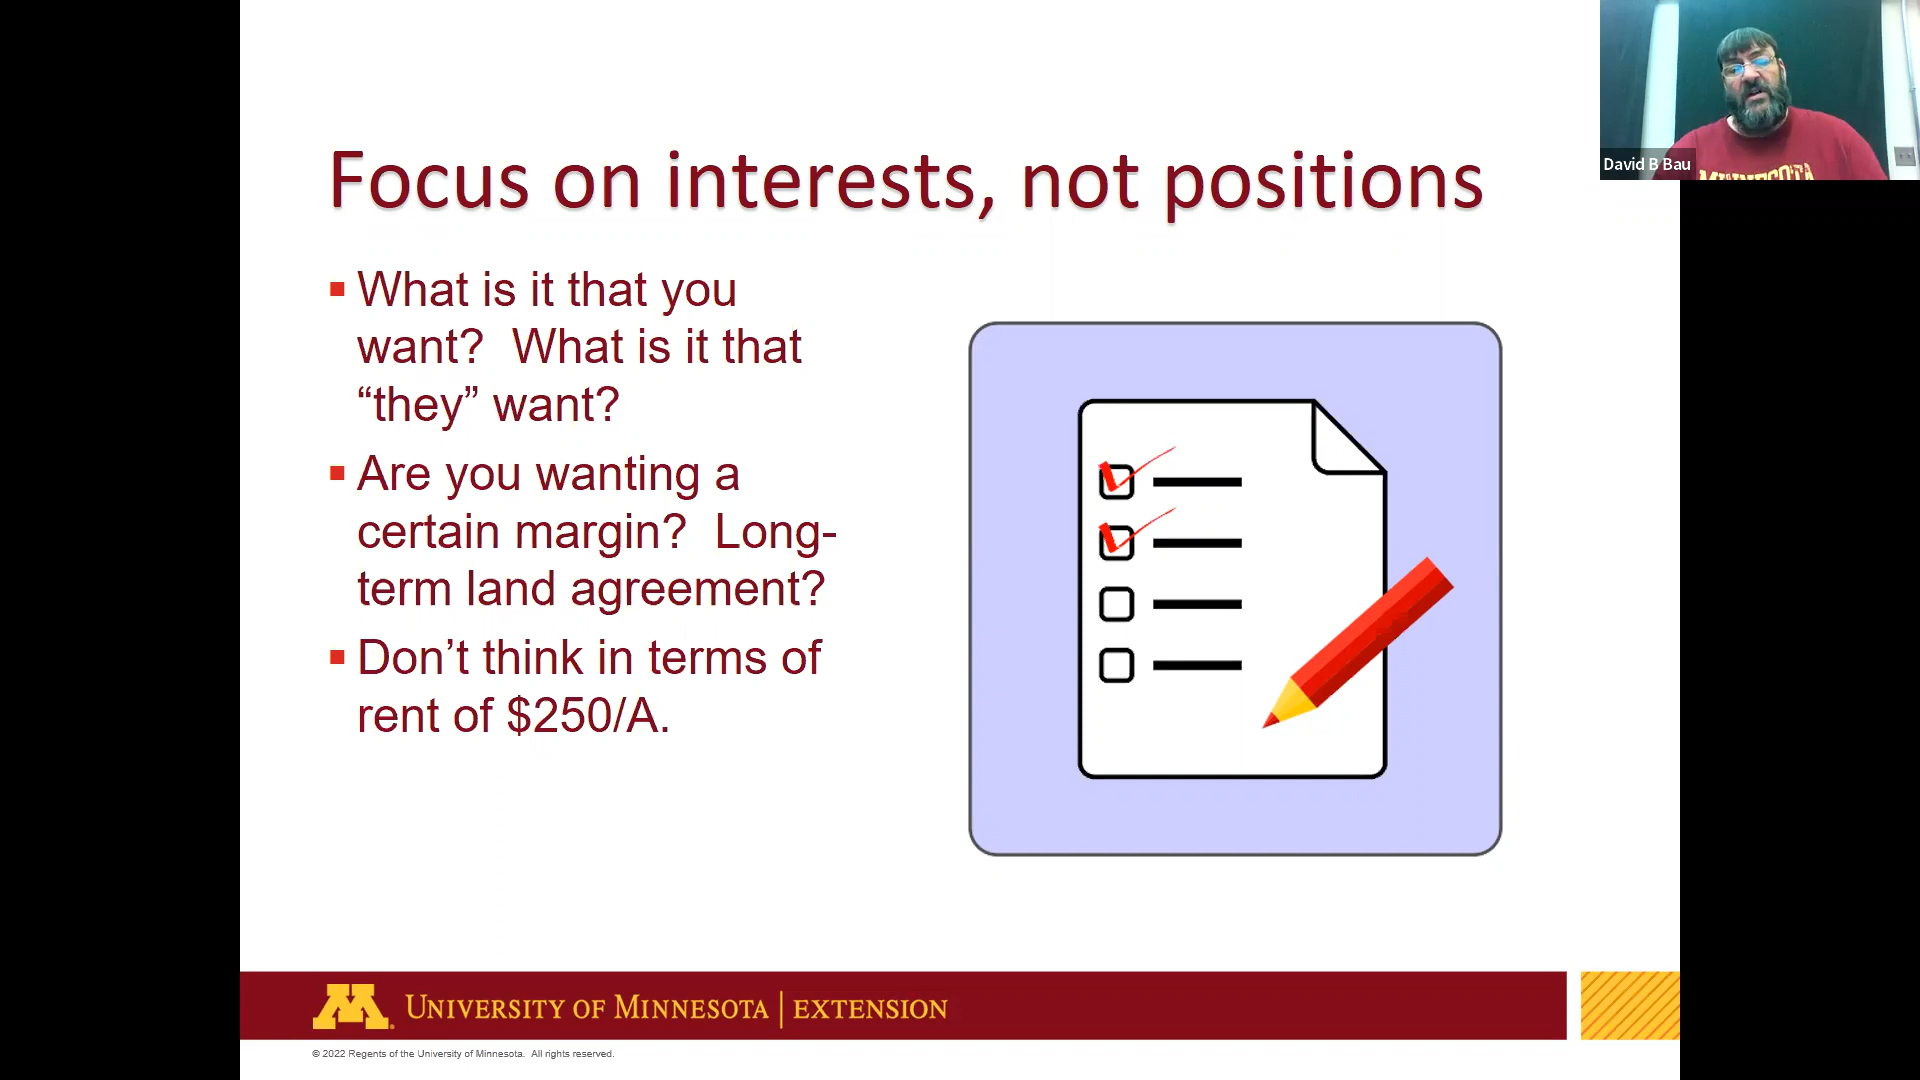 Focus on interests, not positions
David B Bau
MINNESOTA
▪ What is it that you
want?  What is it that
“they” want?
▪ Are you wanting a
certain margin?  Long-
term land agreement?
▪ Don’t think in terms of
rent of $250/A.
M
UNIVERSITY OF MINNESOTA | EXTENSION
© 2022 Regents of the University of Minnesota.  All rights reserved.